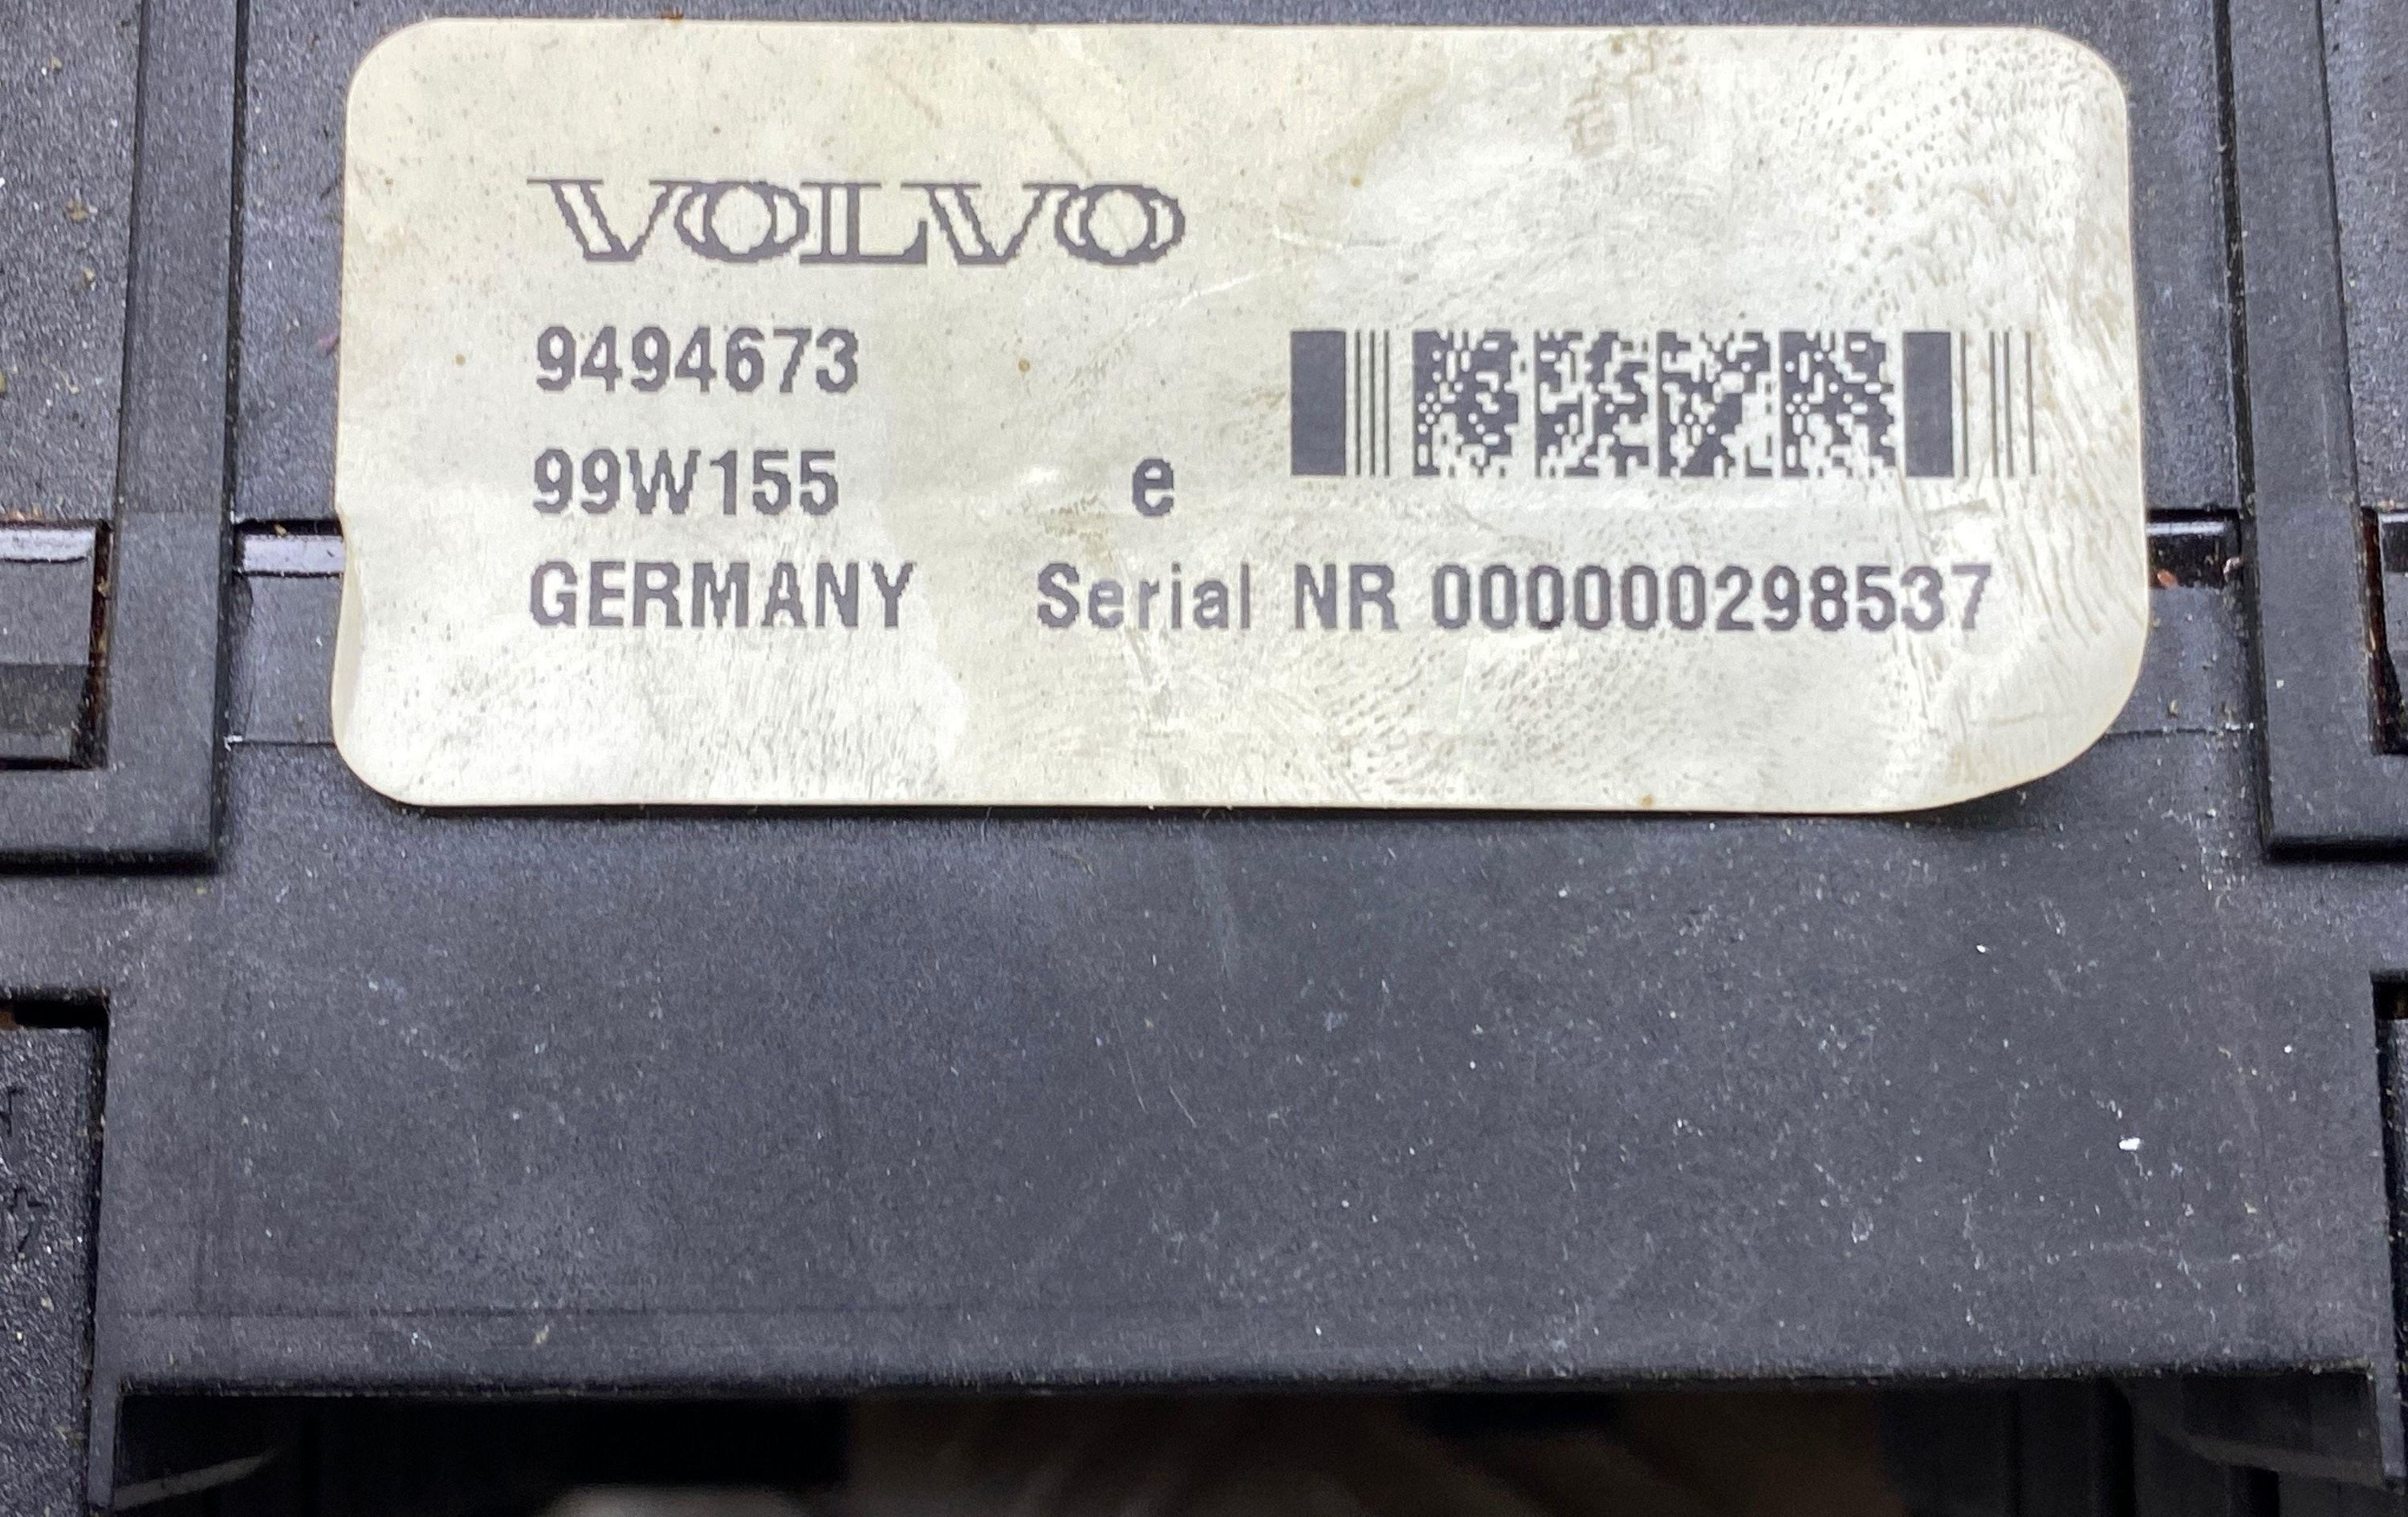 VOLVO
9494673
99W155 e
GERMANY Serial NR 000000298537